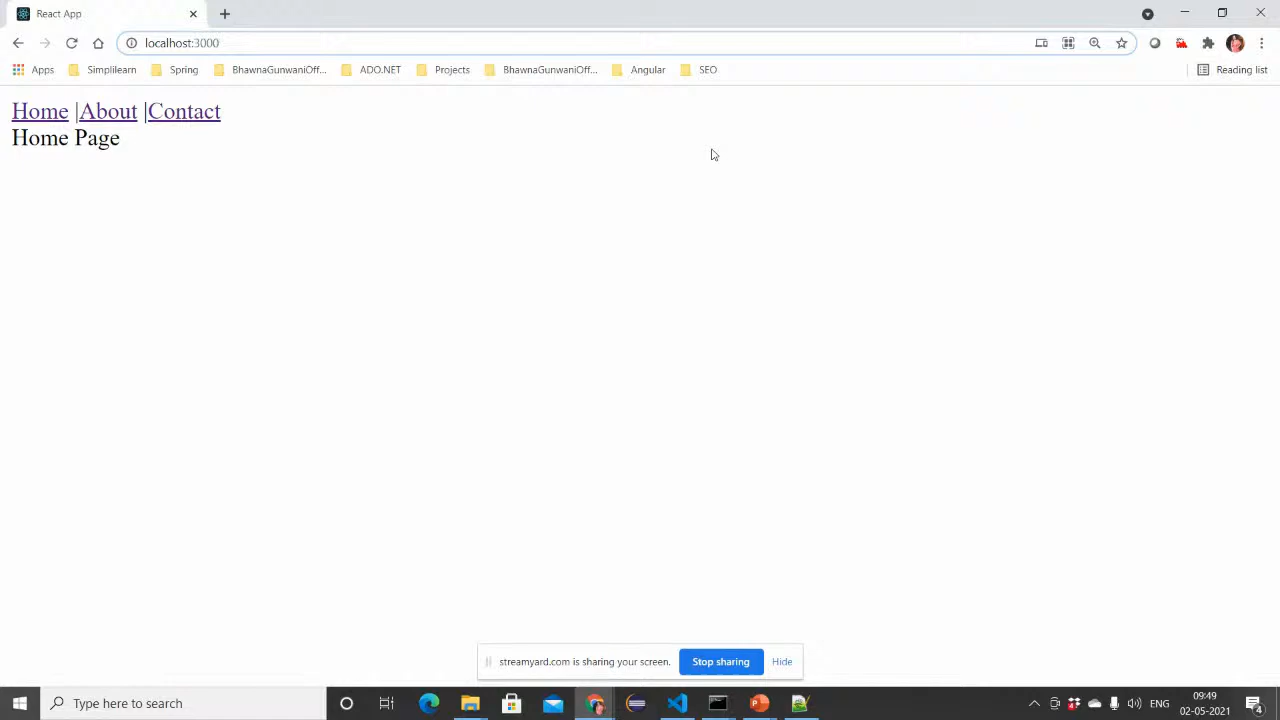 React App
localhost:3000
Apps Simplilearn Spring BhawnaGunwaniOff... ADO.NET Projects BhawnaGunwaniOff... Angular SEO Reading list
Home |About |Contact
Home Page
streamyard.com is sharing your screen. Stop sharing Hide
Type here to search
ENG
09:49
02-05-2021
4